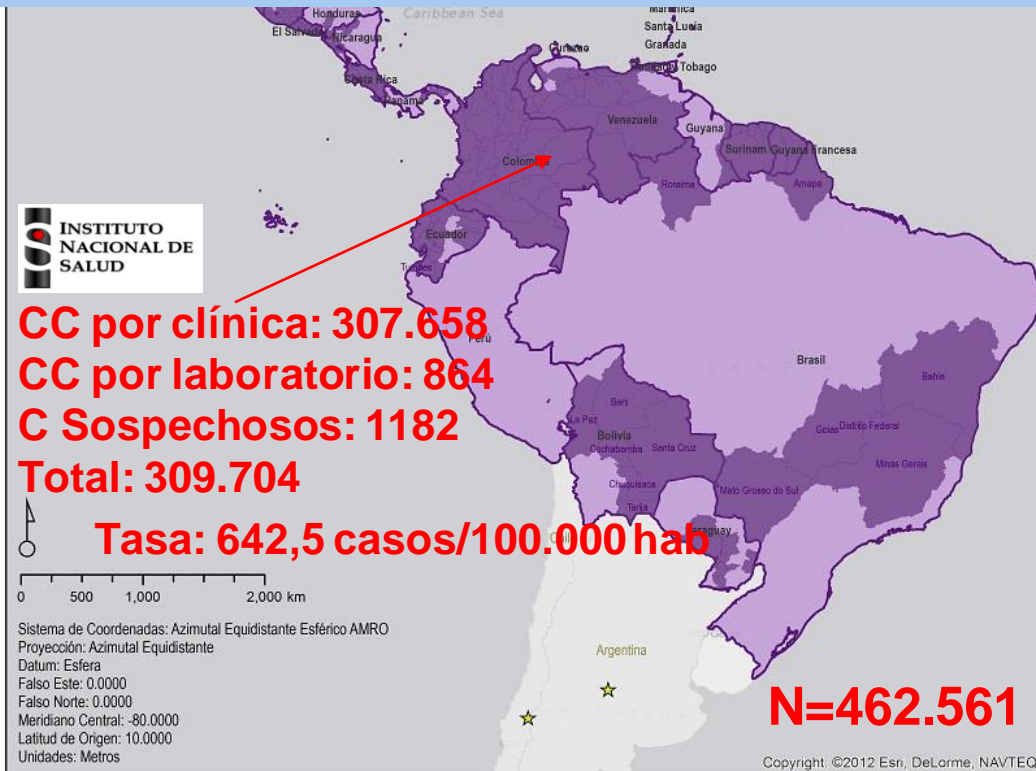 Honduras
Caribbean Sea
Martinica
Santa Lucia
El Salvador
Nicaragua
Granada
Curazao
Tobago
Costa Rica
Panamá
Venezuela
Guyana
Surinam
Guyana Francesa
Colombia
Roraima
Amapa
INSTITUTO
NACIONAL DE
SALUD
Ecuador
Tumbes
CC por clínica: 307.658
Perú
CC por laboratorio: 864
Brasil
Bahia
C Sospechosos: 1182
Beni
La Paz
Bolivia
Goias
Distrito Federal
Cochabamba
Santa Cruz
Minas Gerais
Total: 309.704
Chuquisaca
Mato Grosso do Sul
Tarija
Tasa: 642,5 casos/100.000 hab
Paraguay
0 500 1,000 2,000 km
Sistema de Coordenadas: Azimutal Equidistante Esférico AMRO
Proyección: Azimutal Equidistante
Datum: Esfera
Falso Este: 0.0000
Falso Norte: 0.0000
Meridiano Central: -80.0000
Latitud de Origen: 10.0000
Unidades: Metros
Argentina
N=462.561
Copyright: ©2012 Esri, DeLorme, NAVTEQ